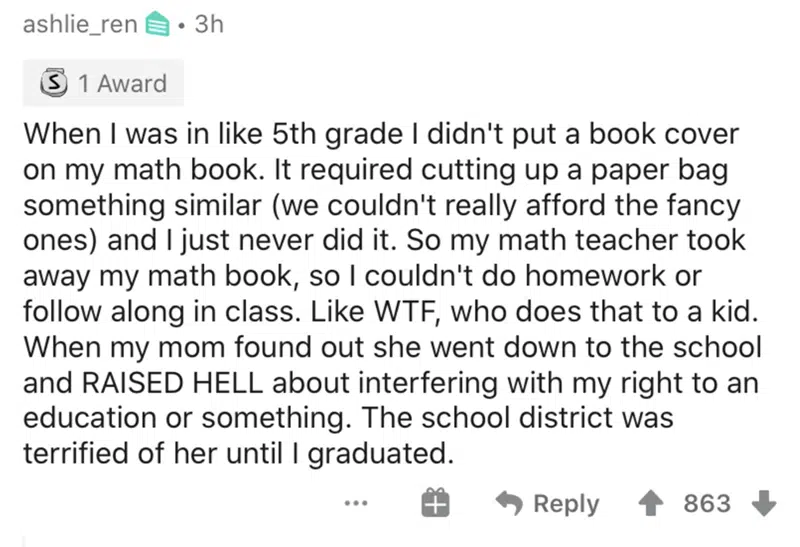 ashlie_ren • 3h
S 1 Award
When I was in like 5th grade I didn't put a book cover
on my math book. It required cutting up a paper bag
something similar (we couldn't really afford the fancy
ones) and I just never did it. So my math teacher took
away my math book, so I couldn't do homework or
follow along in class. Like WTF, who does that to a kid.
When my mom found out she went down to the school
and RAISED HELL about interfering with my right to an
education or something. The school district was
terrified of her until I graduated.
Reply 863